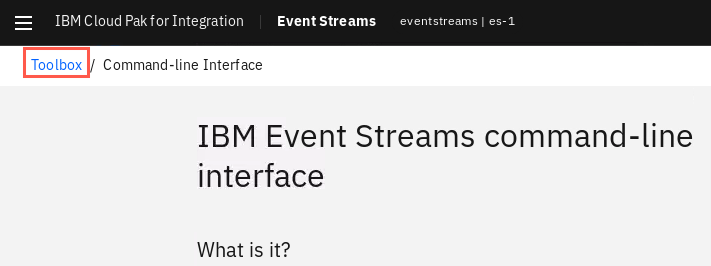 IBM Cloud Pak for Integration | Event Streams eventstreams | es-1
Toolbox / Command-line Interface
IBM Event Streams command-line
interface
What is it?